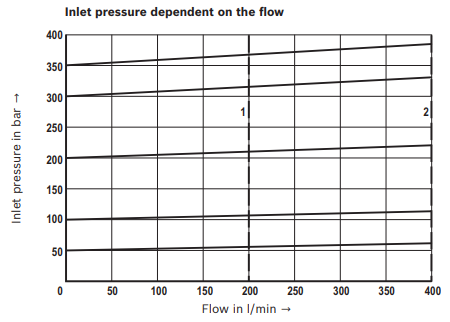 Inlet pressure dependent on the flow
400
350
300
250
200
150
100
50
Inlet pressure in bar →
1
2
0 50 100 150 200 250 300 350 400
Flow in l/min →